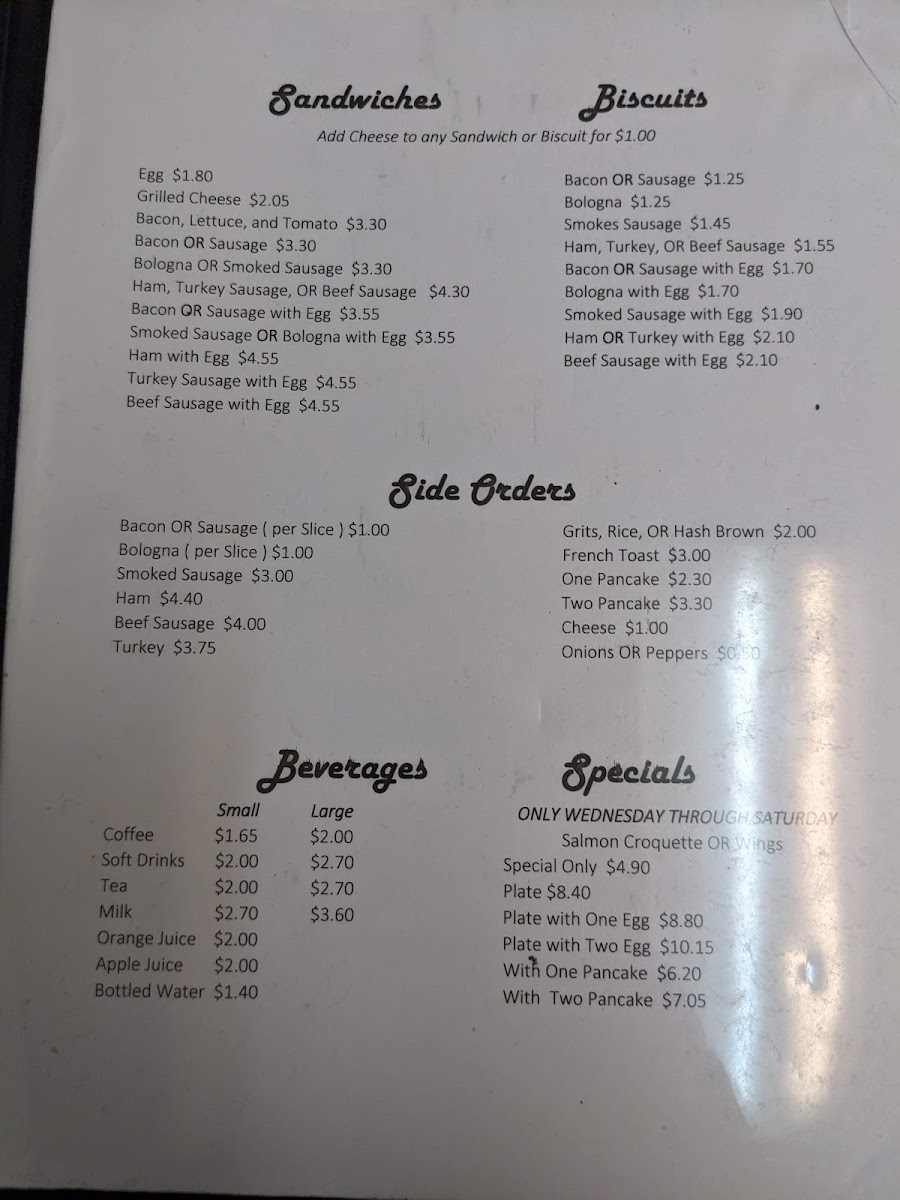 Sandwiches
Biscuits
Add Cheese to any Sandwich or Biscuit for $1.00
Egg $1.80
Grilled Cheese $2.05
Bacon, Lettuce, and Tomato $3.30
Bacon OR Sausage $3.30
Bologna OR Smoked Sausage $3.30
Ham, Turkey Sausage, OR Beef Sausage $4.30
Bacon OR Sausage with Egg $3.55
Smoked Sausage OR Bologna with Egg $3.55
Ham with Egg $4.55
Turkey Sausage with Egg $4.55
Beef Sausage with Egg $4.55
Bacon OR Sausage $1.25
Bologna $1.25
Smokes Sausage $1.45
Ham, Turkey, OR Beef Sausage $1.55
Bacon OR Sausage with Egg $1.70
Bologna with Egg $1.70
Smoked Sausage with Egg $1.90
Ham OR Turkey with Egg $2.10
Beef Sausage with Egg $2.10
Side Orders
Bacon OR Sausage ( per Slice ) $1.00
Bologna ( per Slice ) $1.00
Smoked Sausage $3.00
Ham $4.40
Beef Sausage $4.00
Turkey $3.75
Grits, Rice, OR Hash Brown $2.00
French Toast $3.00
One Pancake $2.30
Two Pancake $3.30
Cheese $1.00
Onions OR Peppers $0.50
Beverages
Small Large
Coffee $1.65 $2.00
Soft Drinks $2.00 $2.70
Tea $2.00 $2.70
Milk $2.70 $3.60
Orange Juice $2.00
Apple Juice $2.00
Bottled Water $1.40
Specials
ONLY WEDNESDAY THROUGH SATURDAY
Salmon Croquette OR Wings
Special Only $4.90
Plate $8.40
Plate with One Egg $8.80
Plate with Two Egg $10.15
With One Pancake $6.20
With Two Pancake $7.05